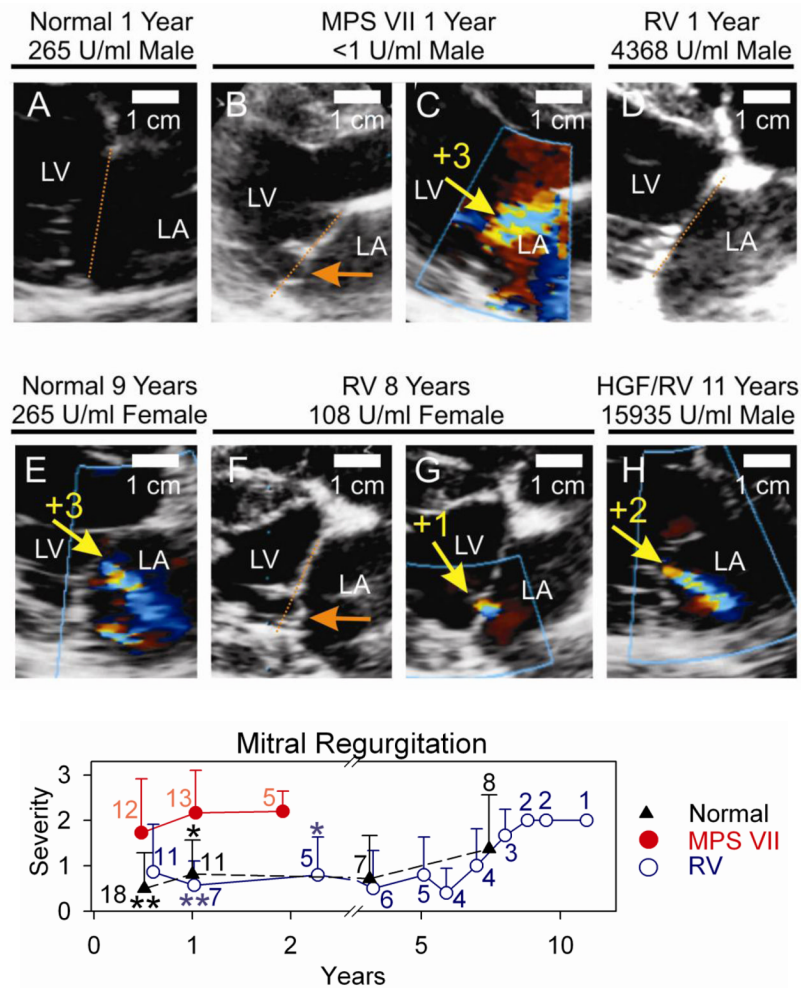 Normal 1 Year
265 U/ml Male
MPS VII 1 Year
<1 U/ml Male
RV 1 Year
4368 U/ml Male
A
1 cm
LV
LA
B
1 cm
LV
LA
C
1 cm
+3
LV
LA
D
1 cm
LV
LA
Normal 9 Years
265 U/ml Female
RV 8 Years
108 U/ml Female
HGF/RV 11 Years
15935 U/ml Male
E
1 cm
+3
LV
LA
F
1 cm
LV
LA
G
1 cm
+1
LV
LA
H
1 cm
+2
LV
LA
Mitral Regurgitation
Severity
3
2
1
0
12
13
5
11
*
11
18
**
**7
*
5
7
6
5
4
4
8
3
2
2
1
0
1
2
5
10
Years
Normal
MPS VII
RV